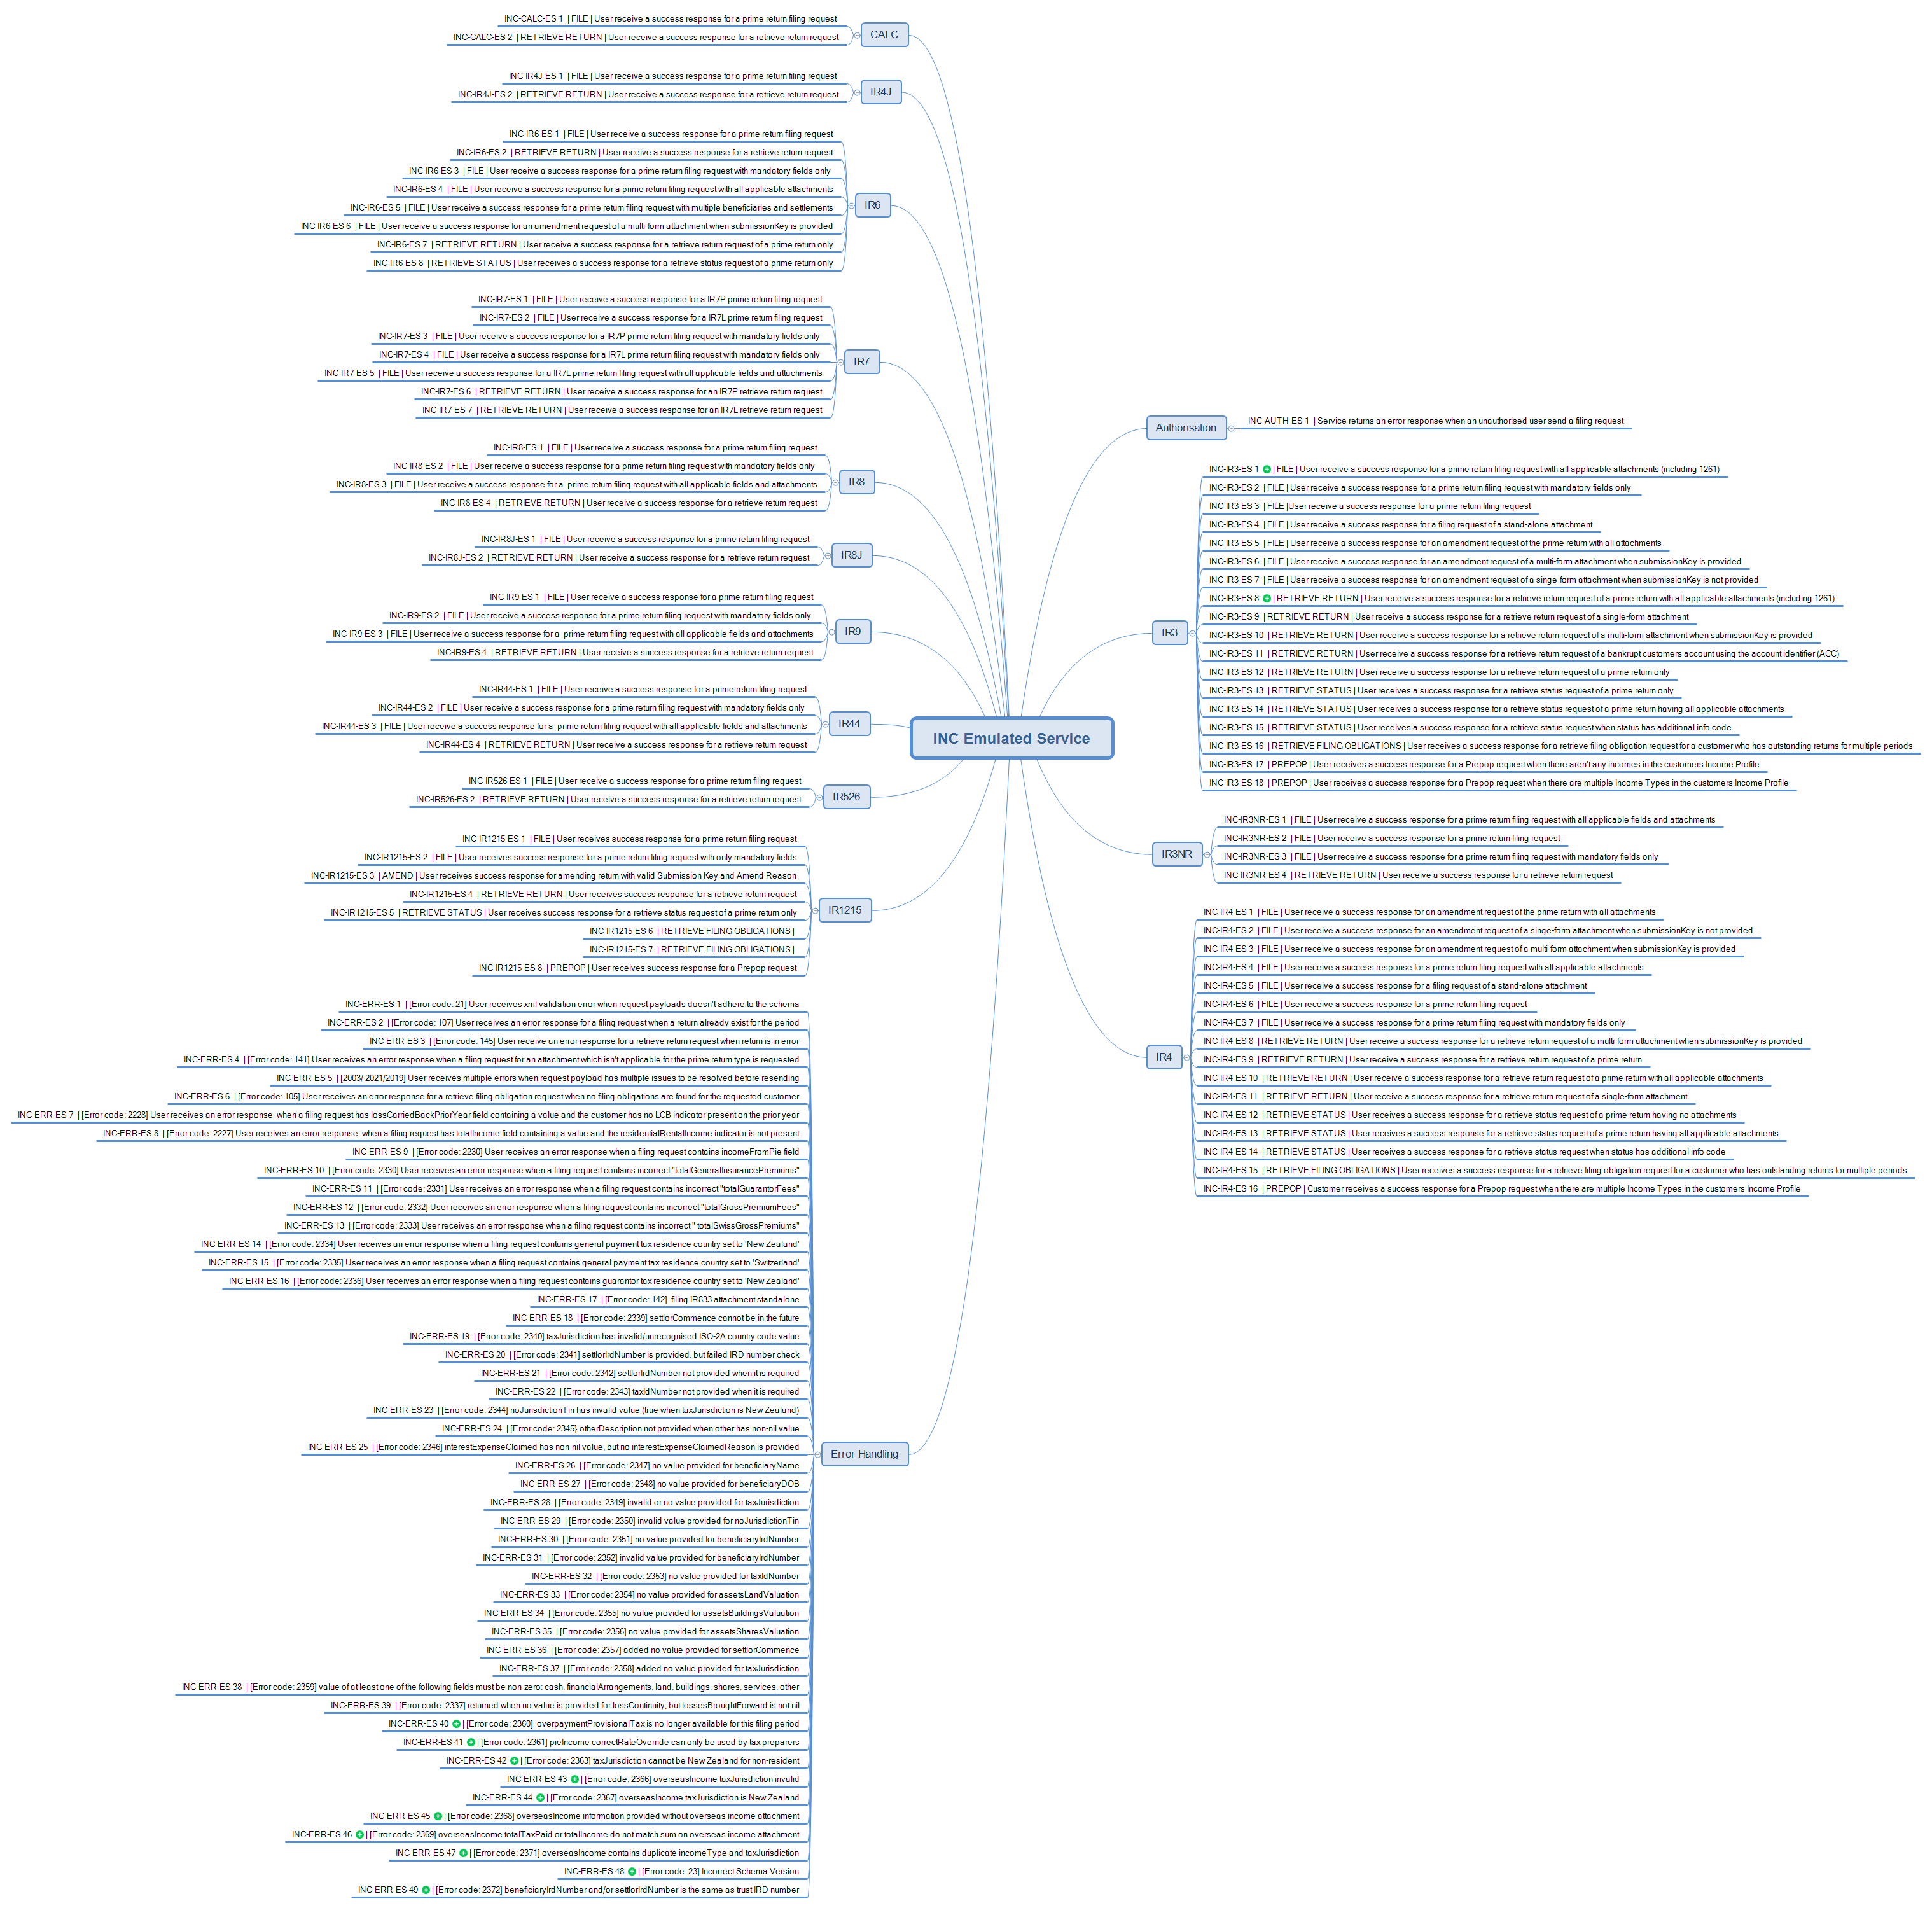 CALC
INC-CALC-ES 1 | FILE | User receive a success response for a prime return filing request
INC-CALC-ES 2 | RETRIEVE RETURN | User receive a success response for a retrieve return request
IR4J
INC-IR4J-ES 1 | FILE | User receive a success response for a prime return filing request
INC-IR4J-ES 2 | RETRIEVE RETURN | User receive a success response for a retrieve return request
IR6
INC-IR6-ES 1 | FILE | User receive a success response for a prime return filing request
INC-IR6-ES 2 | RETRIEVE RETURN | User receive a success response for a retrieve return request
INC-IR6-ES 3 | FILE | User receive a success response for a prime return filing request with mandatory fields only
INC-IR6-ES 4 | FILE | User receive a success response for a prime return filing request with all applicable attachments
INC-IR6-ES 5 | FILE | User receive a success response for a prime return filing request with multiple beneficiaries and settlements
INC-IR6-ES 6 | FILE | User receive a success response for an amendment request of a multi-form attachment when submissionKey is provided
INC-IR6-ES 7 | RETRIEVE RETURN | User receive a success response for a retrieve return request of a prime return only
INC-IR6-ES 8 | RETRIEVE STATUS | User receives a success response for a retrieve status request of a prime return only
IR7
INC-IR7-ES 1 | FILE | User receive a success response for a IR7P prime return filing request
INC-IR7-ES 2 | FILE | User receive a success response for a IR7L prime return filing request
INC-IR7-ES 3 | FILE | User receive a success response for a IR7P prime return filing request with mandatory fields only
INC-IR7-ES 4 | FILE | User receive a success response for a IR7L prime return filing request with mandatory fields only
INC-IR7-ES 5 | FILE | User receive a success response for a IR7L prime return filing request with all applicable fields and attachments
INC-IR7-ES 6 | RETRIEVE RETURN | User receive a success response for an IR7P retrieve return request
INC-IR7-ES 7 | RETRIEVE RETURN | User receive a success response for an IR7L retrieve return request
IR8
INC-IR8-ES 1 | FILE | User receive a success response for a prime return filing request
INC-IR8-ES 2 | FILE | User receive a success response for a prime return filing request with mandatory fields only
INC-IR8-ES 3 | FILE | User receive a success response for a prime return filing request with all applicable fields and attachments
INC-IR8-ES 4 | RETRIEVE RETURN | User receive a success response for a retrieve return request
IR8J
INC-IR8J-ES 1 | FILE | User receive a success response for a prime return filing request
INC-IR8J-ES 2 | RETRIEVE RETURN | User receive a success response for a retrieve return request
IR9
INC-IR9-ES 1 | FILE | User receive a success response for a prime return filing request
INC-IR9-ES 2 | FILE | User receive a success response for a prime return filing request with mandatory fields only
INC-IR9-ES 3 | FILE | User receive a success response for a prime return filing request with all applicable fields and attachments
INC-IR9-ES 4 | RETRIEVE RETURN | User receive a success response for a retrieve return request
IR44
INC-IR44-ES 1 | FILE | User receive a success response for a prime return filing request
INC-IR44-ES 2 | FILE | User receive a success response for a prime return filing request with mandatory fields only
INC-IR44-ES 3 | FILE | User receive a success response for a prime return filing request with all applicable fields and attachments
INC-IR44-ES 4 | RETRIEVE RETURN | User receive a success response for a retrieve return request
IR526
INC-IR526-ES 1 | FILE | User receive a success response for a prime return filing request
INC-IR526-ES 2 | RETRIEVE RETURN | User receive a success response for a retrieve return request
IR1215
INC-IR1215-ES 1 | FILE | User receives success response for a prime return filing request
INC-IR1215-ES 2 | FILE | User receives success response for a prime return filing request with only mandatory fields
INC-IR1215-ES 3 | AMEND | User receives success response for amending return with valid Submission Key and Amend Reason
INC-IR1215-ES 4 | RETRIEVE RETURN | User receives success response for a retrieve return request
INC-IR1215-ES 5 | RETRIEVE STATUS | User receives success response for a retrieve status request of a prime return only
INC-IR1215-ES 6 | RETRIEVE FILING OBLIGATIONS |
INC-IR1215-ES 7 | RETRIEVE FILING OBLIGATIONS |
INC-IR1215-ES 8 | PREPOP | User receives success response for a Prepop request
Error Handling
INC-ERR-ES 1 | [Error code: 21] User receives xml validation error when request payloads doesn't adhere to the schema
INC-ERR-ES 2 | [Error code: 107] User receives an error response for a filing request when a return already exist for the period
INC-ERR-ES 3 | [Error code: 145] User receive an error response for a retrieve return request when return is in error
INC-ERR-ES 4 | [Error code: 141] User receives an error response when a filing request for an attachment which isn't applicable for the prime return type is requested
INC-ERR-ES 5 | [2003/ 2021/2019] User receives multiple errors when request payload has multiple issues to be resolved before resending
INC-ERR-ES 6 | [Error code: 105] User receives an error response for a retrieve filing obligation request when no filing obligations are found for the requested customer
INC-ERR-ES 7 | [Error code: 2228] User receives an error response when a filing request has lossCarriedBackPriorYear field containing a value and the customer has no LCB indicator present on the prior year
INC-ERR-ES 8 | [Error code: 2227] User receives an error response when a filing request has totalIncome field containing a value and the residentialRentalIncome indicator is not present
INC-ERR-ES 9 | [Error code: 2230] User receives an error response when a filing request contains incomeFromPie field
INC-ERR-ES 10 | [Error code: 2330] User receives an error response when a filing request contains incorrect "totalGeneralInsurancePremiums"
INC-ERR-ES 11 | [Error code: 2331] User receives an error response when a filing request contains incorrect "totalGuarantorFees"
INC-ERR-ES 12 | [Error code: 2332] User receives an error response when a filing request contains incorrect "totalGrossPremiumFees"
INC-ERR-ES 13 | [Error code: 2333] User receives an error response when a filing request contains incorrect " totalSwissGrossPremiums"
INC-ERR-ES 14 | [Error code: 2334] User receives an error response when a filing request contains general payment tax residence country set to 'New Zealand'
INC-ERR-ES 15 | [Error code: 2335] User receives an error response when a filing request contains general payment tax residence country set to 'Switzerland'
INC-ERR-ES 16 | [Error code: 2336] User receives an error response when a filing request contains guarantor tax residence country set to 'New Zealand'
INC-ERR-ES 17 | [Error code: 142] filing IR833 attachment standalone
INC-ERR-ES 18 | [Error code: 2339] settlorCommence cannot be in the future
INC-ERR-ES 19 | [Error code: 2340] taxJurisdiction has invalid/unrecognised ISO-2A country code value
INC-ERR-ES 20 | [Error code: 2341] settlorIrdNumber is provided, but failed IRD number check
INC-ERR-ES 21 | [Error code: 2342] settlorIrdNumber not provided when it is required
INC-ERR-ES 22 | [Error code: 2343] taxIdNumber not provided when it is required
INC-ERR-ES 23 | [Error code: 2344] noJurisdictionTin has invalid value (true when taxJurisdiction is New Zealand)
INC-ERR-ES 24 | [Error code: 2345} otherDescription not provided when other has non-nil value
INC-ERR-ES 25 | [Error code: 2346] interestExpenseClaimed has non-nil value, but no interestExpenseClaimedReason is provided
INC-ERR-ES 26 | [Error code: 2347] no value provided for beneficiaryName
INC-ERR-ES 27 | [Error code: 2348] no value provided for beneficiaryDOB
INC-ERR-ES 28 | [Error code: 2349] invalid or no value provided for taxJurisdiction
INC-ERR-ES 29 | [Error code: 2350] invalid value provided for noJurisdictionTin
INC-ERR-ES 30 | [Error code: 2351] no value provided for beneficiaryIrdNumber
INC-ERR-ES 31 | [Error code: 2352] invalid value provided for beneficiaryIrdNumber
INC-ERR-ES 32 | [Error code: 2353] no value provided for taxIdNumber
INC-ERR-ES 33 | [Error code: 2354] no value provided for assetsLandValuation
INC-ERR-ES 34 | [Error code: 2355] no value provided for assetsBuildingsValuation
INC-ERR-ES 35 | [Error code: 2356] no value provided for assetsSharesValuation
INC-ERR-ES 36 | [Error code: 2357] added no value provided for settlorCommence
INC-ERR-ES 37 | [Error code: 2358] added no value provided for taxJurisdiction
INC-ERR-ES 38 | [Error code: 2359] value of at least one of the following fields must be non-zero: cash, financialArrangements, land, buildings, shares, services, other
INC-ERR-ES 39 | [Error code: 2337] returned when no value is provided for lossContinuity, but lossesBroughtForward is not nil
INC-ERR-ES 40 | [Error code: 2360] overpaymentProvisionalTax is no longer available for this filing period
INC-ERR-ES 41 | [Error code: 2361] pieIncome correctRateOverride can only be used by tax preparers
INC-ERR-ES 42 | [Error code: 2363] taxJurisdiction cannot be New Zealand for non-resident
INC-ERR-ES 43 | [Error code: 2366] overseasIncome taxJurisdiction invalid
INC-ERR-ES 44 | [Error code: 2367] overseasIncome taxJurisdiction is New Zealand
INC-ERR-ES 45 | [Error code: 2368] overseasIncome information provided without overseas income attachment
INC-ERR-ES 46 | [Error code: 2369] overseasIncome totalTaxPaid or totalIncome do not match sum on overseas income attachment
INC-ERR-ES 47 | [Error code: 2371] overseasIncome contains duplicate incomeType and taxJurisdiction
INC-ERR-ES 48 | [Error code: 23] Incorrect Schema Version
INC-ERR-ES 49 | [Error code: 2372] beneficiaryIrdNumber and/or settlorIrdNumber is the same as trust IRD number
INC Emulated Service
Authorisation
INC-AUTH-ES 1 | Service returns an error response when an unauthorised user send a filing request
IR3
INC-IR3-ES 1 | FILE | User receive a success response for a prime return filing request with all applicable attachments (including 1261)
INC-IR3-ES 2 | FILE | User receive a success response for a prime return filing request with mandatory fields only
INC-IR3-ES 3 | FILE |User receive a success response for a prime return filing request
INC-IR3-ES 4 | FILE | User receive a success response for a filing request of a stand-alone attachment
INC-IR3-ES 5 | FILE | User receive a success response for an amendment request of the prime return with all attachments
INC-IR3-ES 6 | FILE | User receive a success response for an amendment request of a multi-form attachment when submissionKey is provided
INC-IR3-ES 7 | FILE | User receive a success response for an amendment request of a singe-form attachment when submissionKey is not provided
INC-IR3-ES 8 | RETRIEVE RETURN | User receive a success response for a retrieve return request of a prime return with all applicable attachments (including 1261)
INC-IR3-ES 9 | RETRIEVE RETURN | User receive a success response for a retrieve return request of a single-form attachment
INC-IR3-ES 10 | RETRIEVE RETURN | User receive a success response for a retrieve return request of a multi-form attachment when submissionKey is provided
INC-IR3-ES 11 | RETRIEVE RETURN | User receive a success response for a retrieve return request of a bankrupt customers account using the account identifier (ACC)
INC-IR3-ES 12 | RETRIEVE RETURN | User receive a success response for a retrieve return request of a prime return only
INC-IR3-ES 13 | RETRIEVE STATUS | User receives a success response for a retrieve status request of a prime return only
INC-IR3-ES 14 | RETRIEVE STATUS | User receives a success response for a retrieve status request of a prime return having all applicable attachments
INC-IR3-ES 15 | RETRIEVE STATUS | User receives a success response for a retrieve status request when status has additional info code
INC-IR3-ES 16 | RETRIEVE FILING OBLIGATIONS | User receives a success response for a retrieve filing obligation request for a customer who has outstanding returns for multiple periods
INC-IR3-ES 17 | PREPOP | User receives a success response for a Prepop request when there aren't any incomes in the customers Income Profile
INC-IR3-ES 18 | PREPOP | User receives a success response for a Prepop request when there are multiple Income Types in the customers Income Profile
IR3NR
INC-IR3NR-ES 1 | FILE | User receive a success response for a prime return filing request with all applicable fields and attachments
INC-IR3NR-ES 2 | FILE | User receive a success response for a prime return filing request
INC-IR3NR-ES 3 | FILE | User receive a success response for a prime return filing request with mandatory fields only
INC-IR3NR-ES 4 | RETRIEVE RETURN | User receive a success response for a retrieve return request
IR4
INC-IR4-ES 1 | FILE | User receive a success response for an amendment request of the prime return with all attachments
INC-IR4-ES 2 | FILE | User receive a success response for an amendment request of a singe-form attachment when submissionKey is not provided
INC-IR4-ES 3 | FILE | User receive a success response for an amendment request of a multi-form attachment when submissionKey is provided
INC-IR4-ES 4 | FILE | User receive a success response for a prime return filing request with all applicable attachments
INC-IR4-ES 5 | FILE | User receive a success response for a filing request of a stand-alone attachment
INC-IR4-ES 6 | FILE | User receive a success response for a prime return filing request
INC-IR4-ES 7 | FILE | User receive a success response for a prime return filing request with mandatory fields only
INC-IR4-ES 8 | RETRIEVE RETURN | User receive a success response for a retrieve return request of a multi-form attachment when submissionKey is provided
INC-IR4-ES 9 | RETRIEVE RETURN | User receive a success response for a retrieve return request of a prime return
INC-IR4-ES 10 | RETRIEVE RETURN | User receive a success response for a retrieve return request of a prime return with all applicable attachments
INC-IR4-ES 11 | RETRIEVE RETURN | User receive a success response for a retrieve return request of a single-form attachment
INC-IR4-ES 12 | RETRIEVE STATUS | User receives a success response for a retrieve status request of a prime return having no attachments
INC-IR4-ES 13 | RETRIEVE STATUS | User receives a success response for a retrieve status request of a prime return having all applicable attachments
INC-IR4-ES 14 | RETRIEVE STATUS | User receives a success response for a retrieve status request when status has additional info code
INC-IR4-ES 15 | RETRIEVE FILING OBLIGATIONS | User receives a success response for a retrieve filing obligation request for a customer who has outstanding returns for multiple periods
INC-IR4-ES 16 | PREPOP | Customer receives a success response for a Prepop request when there are multiple Income Types in the customers Income Profile